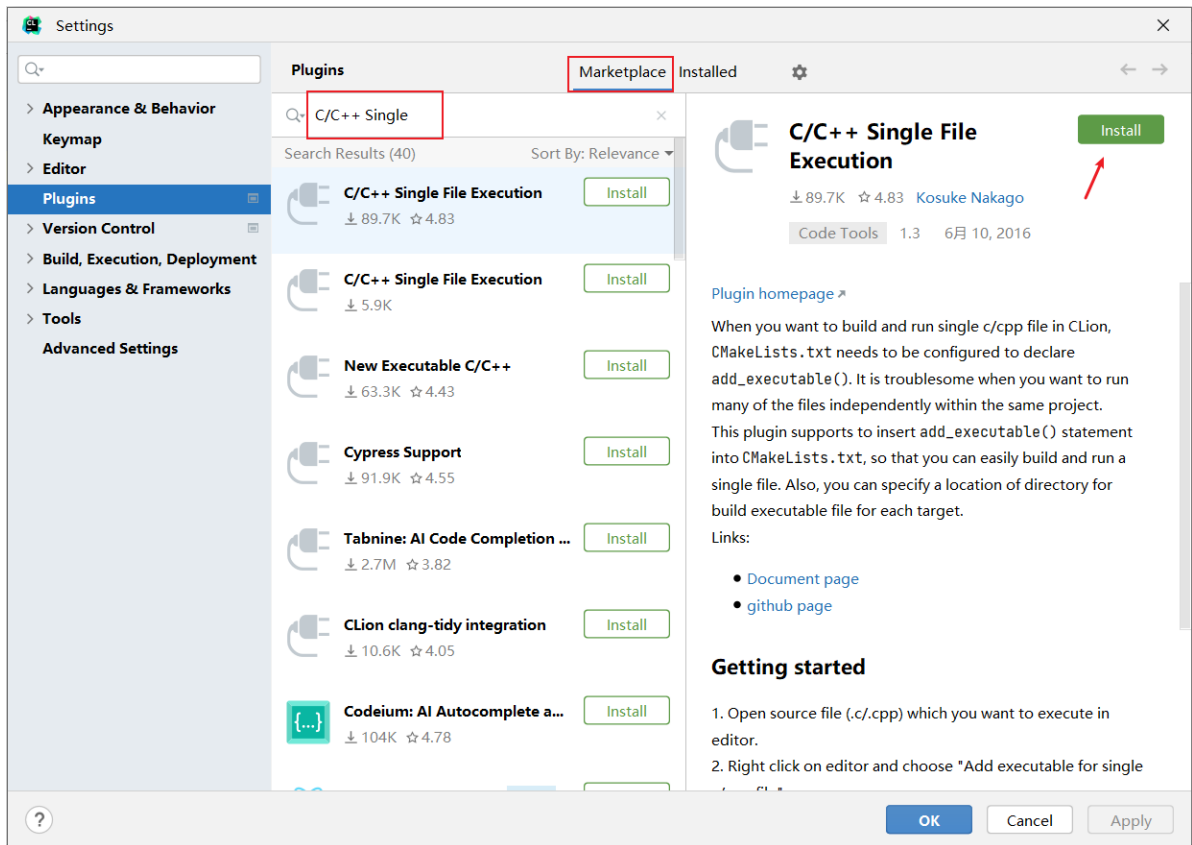 Settings
Plugins
Marketplace
Installed
Appearance & Behavior
Keymap
Editor
Plugins
Version Control
Build, Execution, Deployment
Languages & Frameworks
Tools
Advanced Settings
C/C++ Single
Search Results (40)
Sort By: Relevance
C/C++ Single File Execution
Install
89.7K
4.83
C/C++ Single File Execution
Install
5.9K
New Executable C/C++
Install
63.3K
4.43
Cypress Support
Install
91.9K
4.55
Tabnine: AI Code Completion ...
Install
2.7M
3.82
CLion clang-tidy integration
Install
10.6K
4.05
{...}
Codeium: AI Autocomplete a...
Install
104K
4.78
C/C++ Single File
Execution
Install
89.7K
4.83
Kosuke Nakago
Code Tools
1.3
6月 10, 2016
Plugin homepage
When you want to build and run single c/cpp file in CLion,
CMakeLists.txt needs to be configured to declare
add_executable(). It is troublesome when you want to run
many of the files independently within the same project.
This plugin supports to insert add_executable() statement
into CMakeLists.txt, so that you can easily build and run a
single file. Also, you can specify a location of directory for
build executable file for each target.
Links:
Document page
github page
Getting started
1. Open source file (.c/.cpp) which you want to execute in
editor.
2. Right click on editor and choose "Add executable for single
?
OK
Cancel
Apply